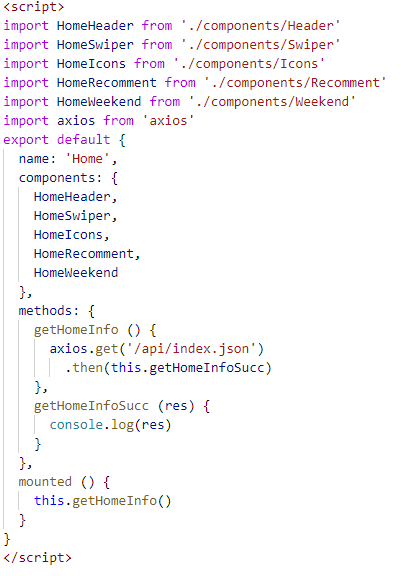 <script>
import HomeHeader from './components/Header'
import HomeSwiper from './components/Swiper'
import HomeIcons from './components/Icons'
import HomeRecomment from './components/Recomment'
import HomeWeekend from './components/Weekend'
import axios from 'axios'
export default {
  name: 'Home',
  components: {
    HomeHeader,
    HomeSwiper,
    HomeIcons,
    HomeRecomment,
    HomeWeekend
  },
  methods: {
    getHomeInfo () {
      axios.get('/api/index.json')
        .then(this.getHomeInfoSucc)
    },
    getHomeInfoSucc (res) {
      console.log(res)
    }
  },
  mounted () {
    this.getHomeInfo()
  }
}
</script>